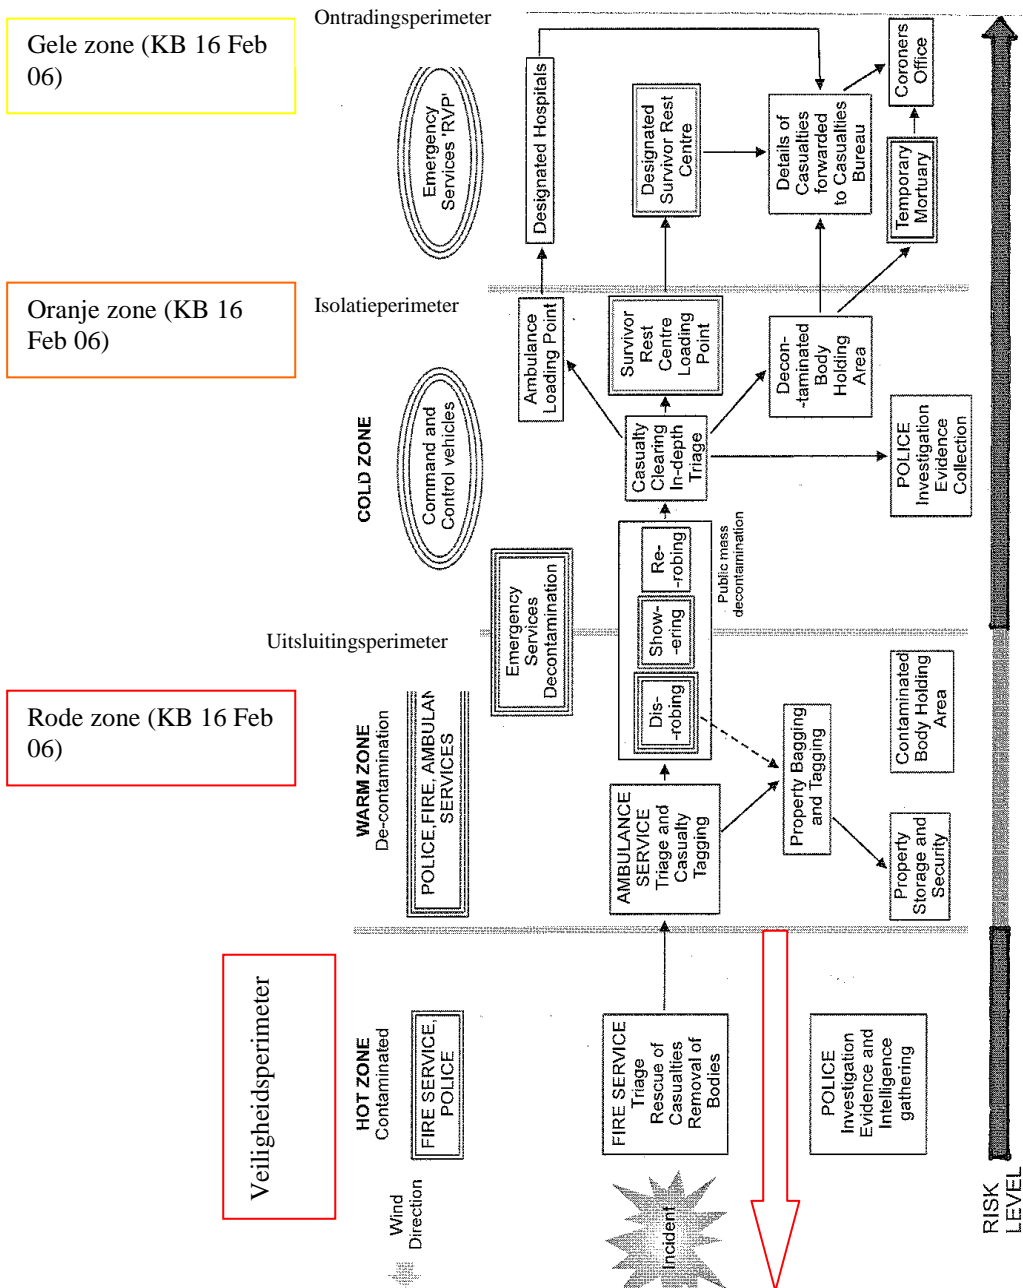 Ontradingsperimeter
Gele zone (KB 16 Feb
06)
Emergency
Services 'RVP'
Designated Hospitals
Designated
Survivor Rest
Centre
Details of
Casualties
forwarded
to Casualties
Bureau
Coroners
Office
Temporary
Mortuary
Oranje zone (KB 16
Feb 06)
Isolatieperimeter
COLD ZONE
Command and
Control vehicles
Ambulance
Loading Point
Survivor
Rest
Centre
Loading
Point
Decon-
-taminated
Body
Holding
Area
Casualty
Clearing
In-depth
Triage
POLICE
Investigation
Evidence
Collection
Emergency
Services
Decontamination
Re-
-robing
Show-
-ering
Dis-
-robing
Public mass
decontamination
Uitsluitingsperimeter
Rode zone (KB 16 Feb
06)
WARM ZONE
De-contamination
POLICE, FIRE, AMBULAN
SERVICES
AMBULANCE
SERVICE
Triage and
Casualty
Tagging
Property Bagging
and Tagging
Contaminated
Body Holding
Area
Property
Storage and
Security
Veiligheidsperimeter
HOT ZONE
Contaminated
FIRE SERVICE,
POLICE
FIRE SERVICE
Triage
Rescue of
Casualties
Removal of
Bodies
POLICE
Investigation
Evidence and
Intelligence
gathering
Wind
Direction
Incident
RISK
LEVEL